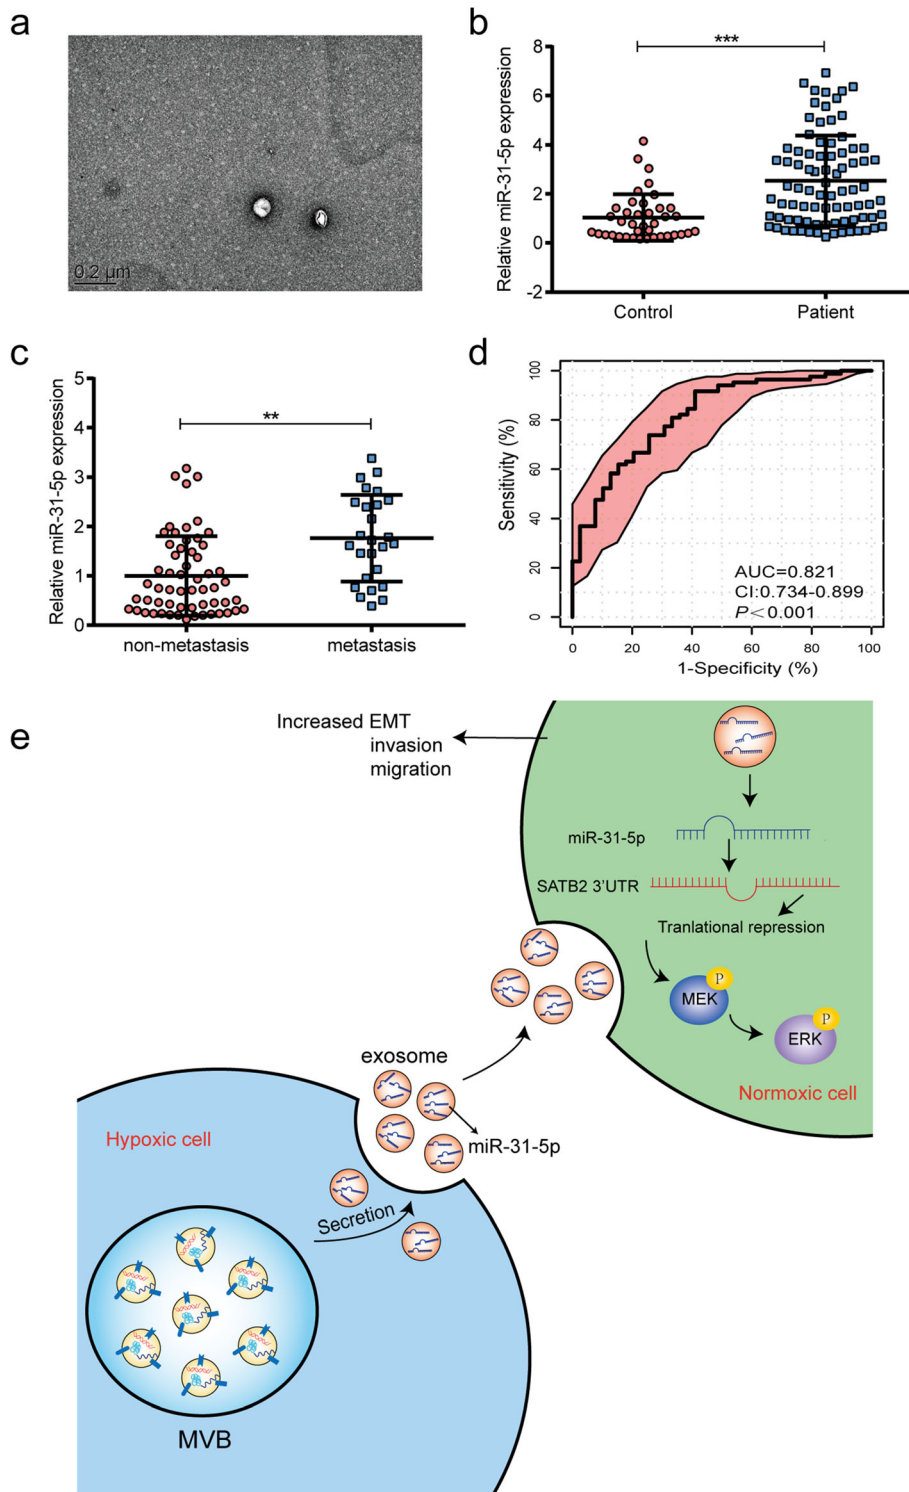 a
0.2 µm
b
Relative miR-31-5p expression
8
6
4
2
0
-2
***
Control
Patient
c
Relative miR-31-5p expression
5
4
3
2
1
0
**
non-metastasis
metastasis
d
Sensitivity (%)
100
80
60
40
20
0
AUC=0.821
CI:0.734-0.899
P<0.001
0 20 40 60 80 100
1-Specificity (%)
e
Increased EMT
invasion
migration
miR-31-5p
SATB2 3'UTR
Tranlational repression
P
MEK
P
ERK
Normoxic cell
exosome
miR-31-5p
Hypoxic cell
Secretion
MVB